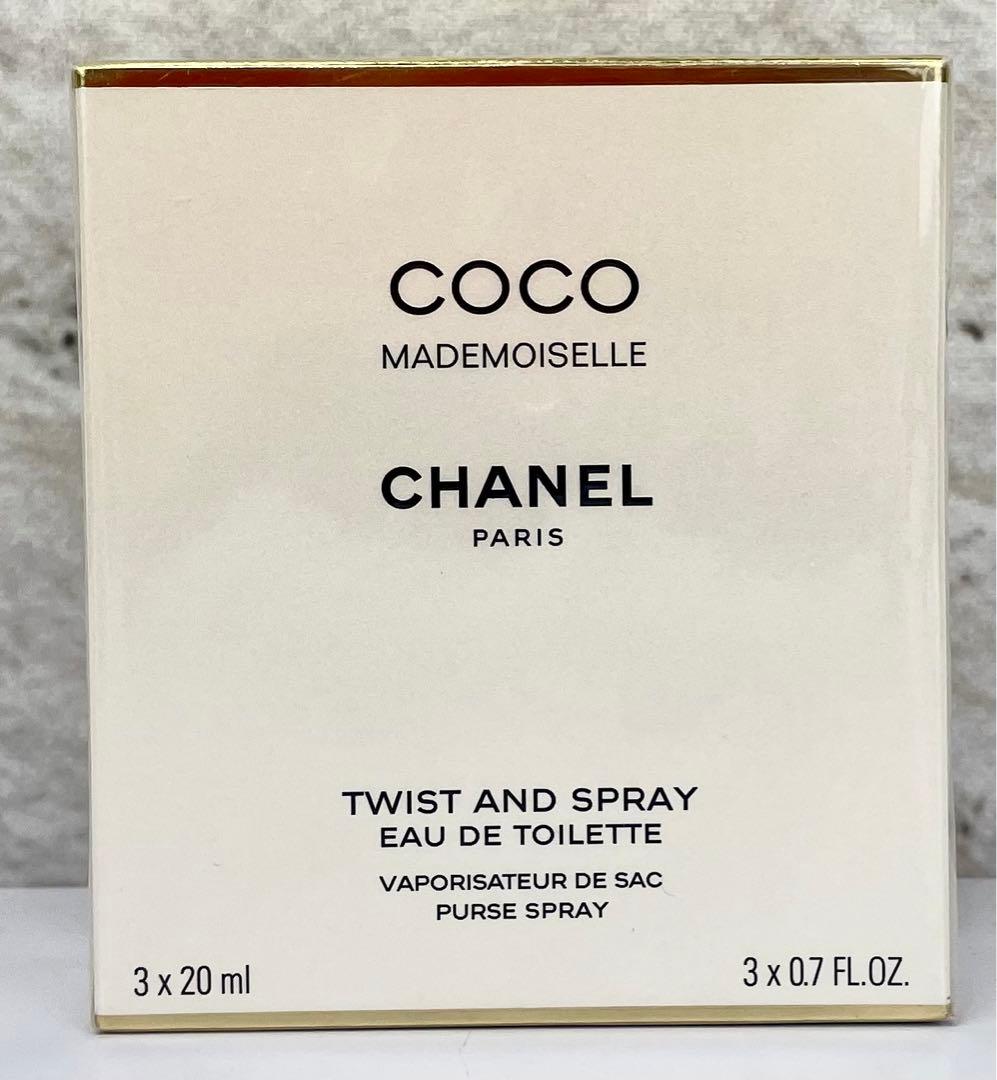 COCO
MADEMOISELLE
CHANEL
PARIS
TWIST AND SPRAY
EAU DE TOILETTE
VAPORISATEUR DE SAC
PURSE SPRAY
3 x 20 ml
3 x 0.7 FL.OZ.